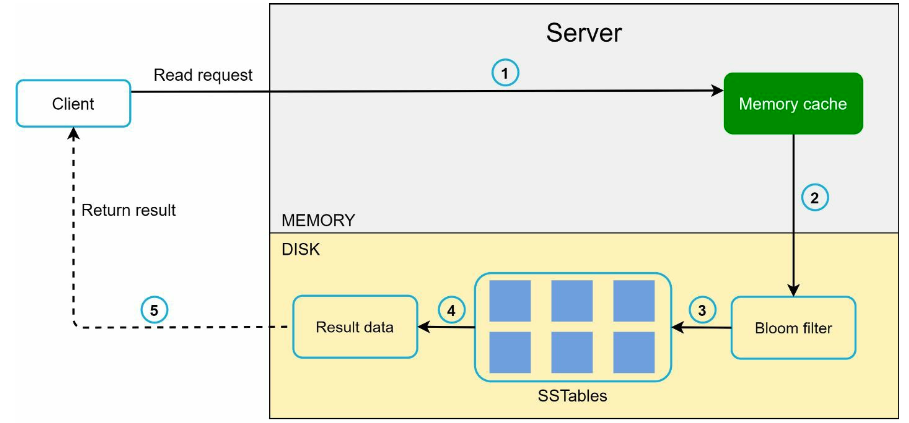 Server
Read request
1
Client
Memory cache
2
Return result
MEMORY
DISK
5
Result data
4
3
Bloom filter
SSTables